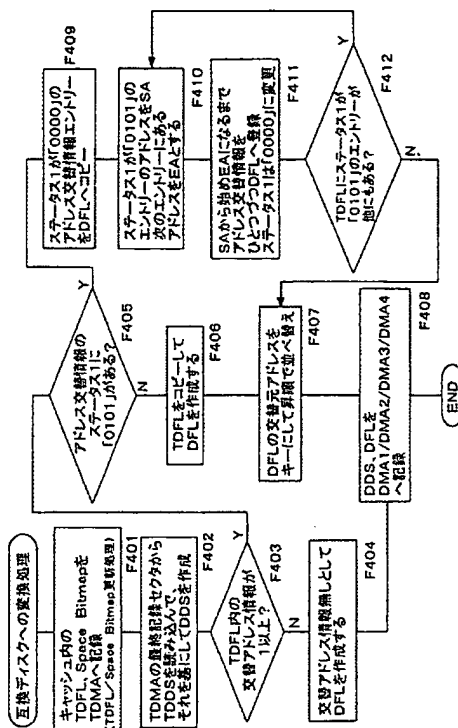 互換ディスクへの変換処理
キャッシュ内の
TDFL、Space Bitmapを
TDMAへ記録
(TDFL/Space Bitmap更新処理)
F401
TDMAの最終記録セクタから
TDDSを読み込んで、
それを基にしてDDSを作成
F402
TDFL内の
交替アドレス情報が
1以上?
F403
Y
N
交替アドレス情報無しとして
DFLを作成する
F404
アドレス交替情報の
ステータス1に
「0101」がある?
F405
Y
N
TDFLをコピーして
DFLを作成する
F406
DFLの交替元アドレスを
キーにして昇順で並べ替え
F407
DDS、DFLを
DMA1/DMA2/DMA3/DMA4
へ記録
F408
END
ステータス1が「0000」の
アドレス交替情報エントリー
をDFLへコピー
F409
ステータス1が「0101」の
エントリーのアドレスをSA
次のエントリーにある
アドレスをEAとする
F410
SAから始めEAになるまで
アドレス交替情報を
ひとつづつDFLへ登録
ステータス1は「0000」に変更
F411
TDFLにステータス1が
「0101」のエントリーが
他にもある?
F412
Y
N